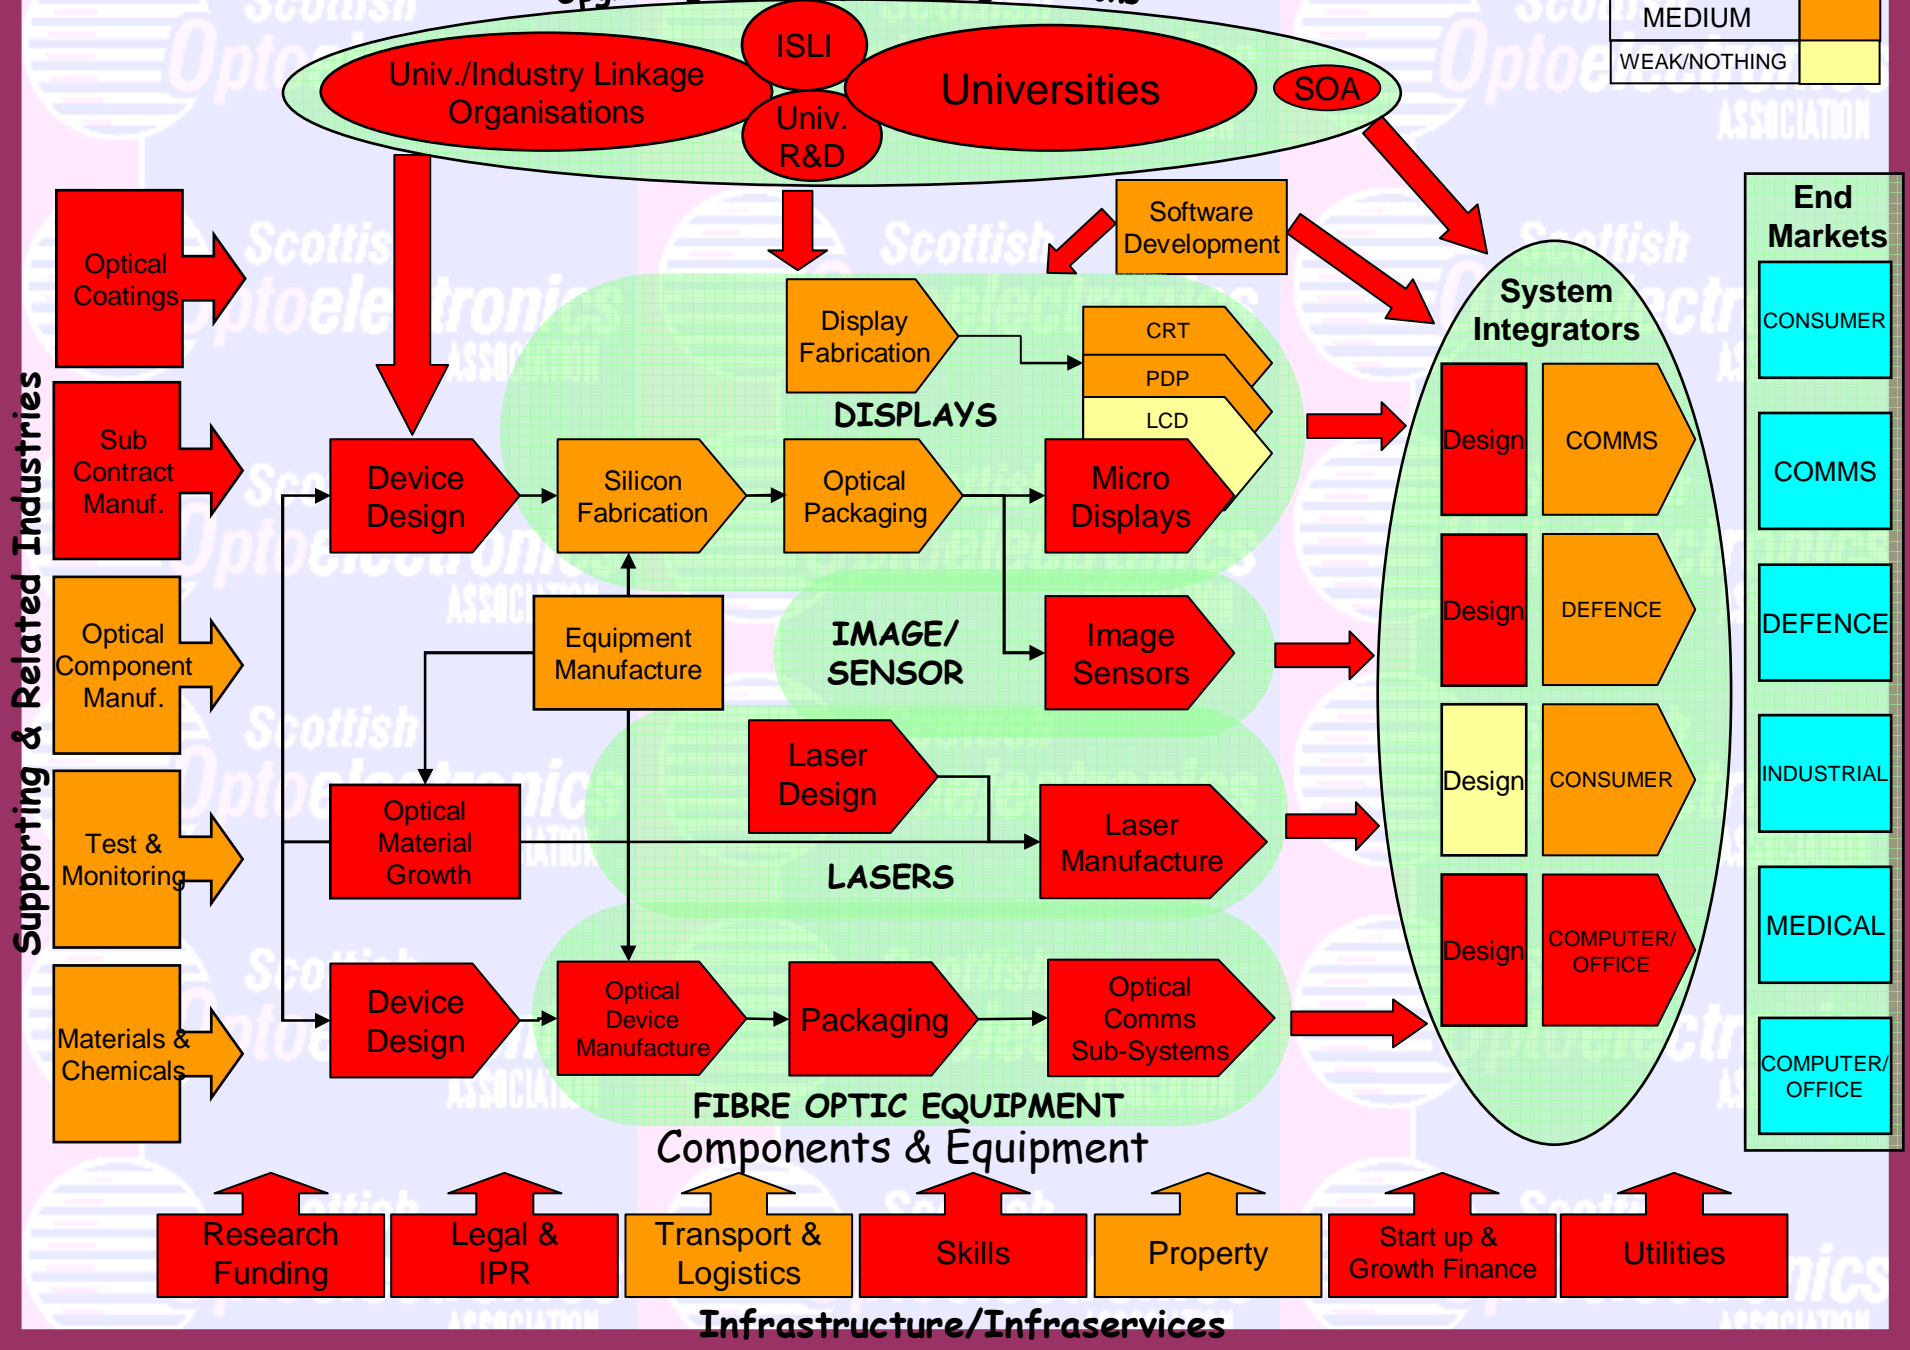 MEDIUM
WEAK/NOTHING
ISLI
Univ./Industry Linkage
Organisations
Universities
SOA
Univ.
R&D
Software
Development
End
Markets
Optical
Coatings
Sub
Contract
Manuf.
Optical
Component
Manuf.
Test &
Monitoring
Materials &
Chemicals
Supporting & Related Industries
Display
Fabrication
CRT
PDP
LCD
DISPLAYS
Device
Design
Silicon
Fabrication
Optical
Packaging
Micro
Displays
Equipment
Manufacture
IMAGE/
SENSOR
Image
Sensors
Laser
Design
Optical
Material
Growth
Laser
Manufacture
LASERS
Device
Design
Optical
Device
Manufacture
Packaging
Optical
Comms
Sub-Systems
FIBRE OPTIC EQUIPMENT
Components & Equipment
System
Integrators
Design
COMMS
Design
DEFENCE
Design
CONSUMER
Design
COMPUTER/
OFFICE
CONSUMER
COMMS
DEFENCE
INDUSTRIAL
MEDICAL
COMPUTER/
OFFICE
Research
Funding
Legal &
IPR
Transport &
Logistics
Skills
Property
Start up &
Growth Finance
Utilities
Infrastructure/Infraservices
Scottish
Optoelectronics
ASSOCIATION